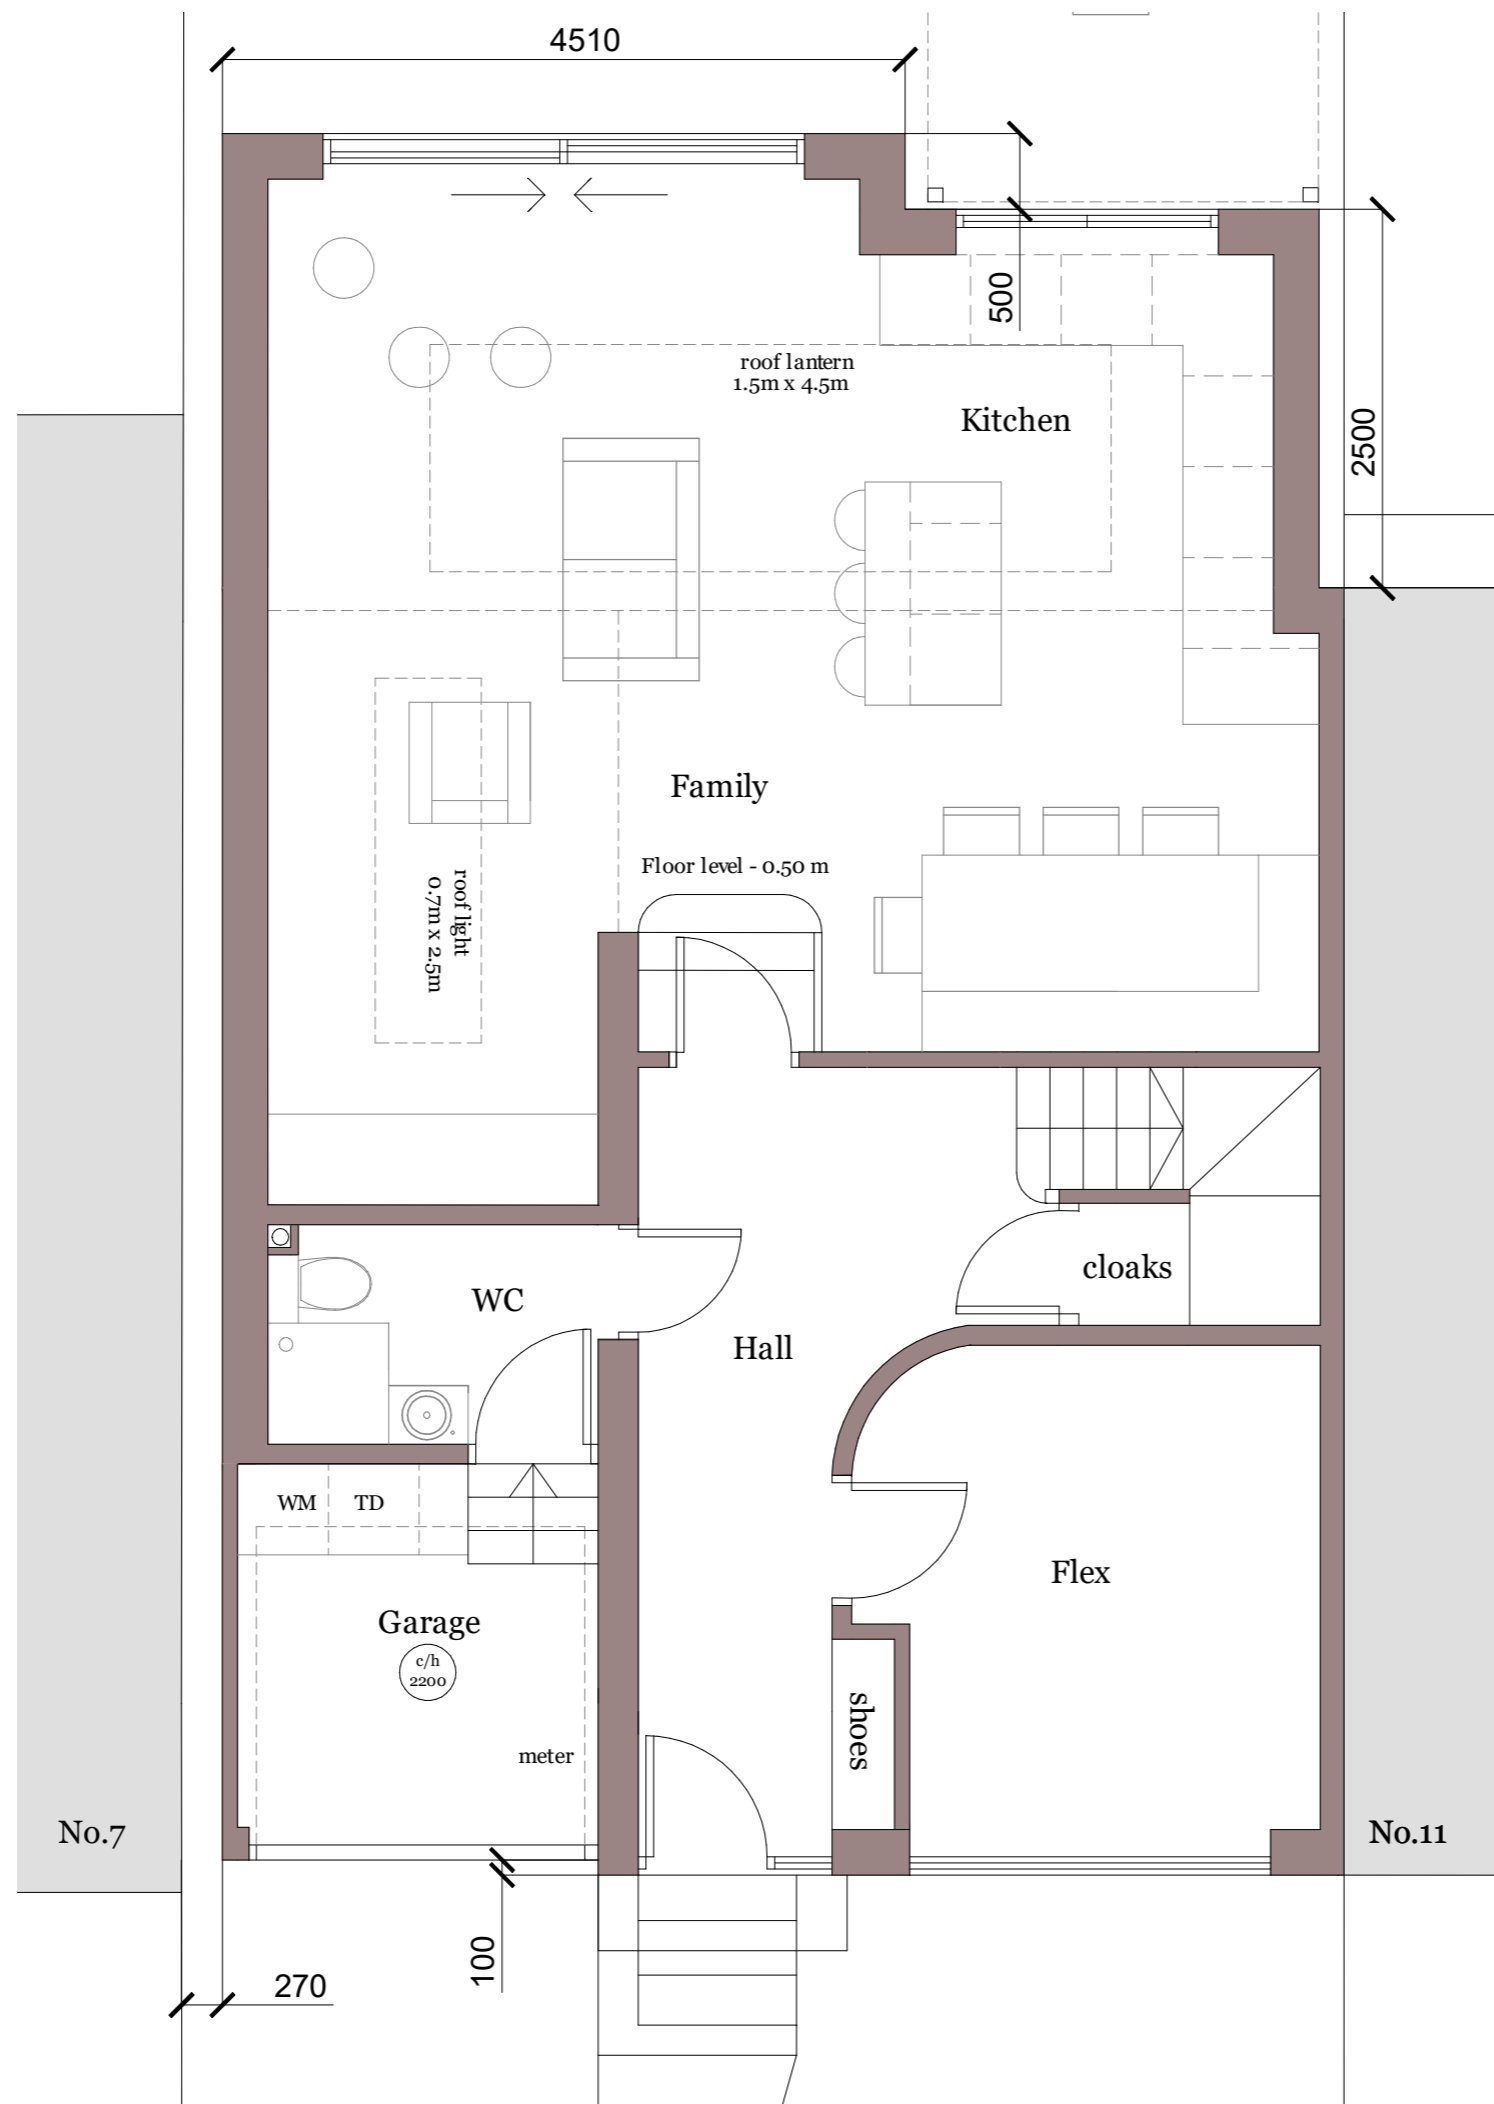 4510
500
roof lantern
1.5m x 4.5m
Kitchen
2500
Family
Floor level - 0.50 m
roof light
0.7m x 2.5m
cloaks
WC
Hall
WM
TD
Flex
Garage
c/h
2200
shoes
meter
No.7
No.11
100
270